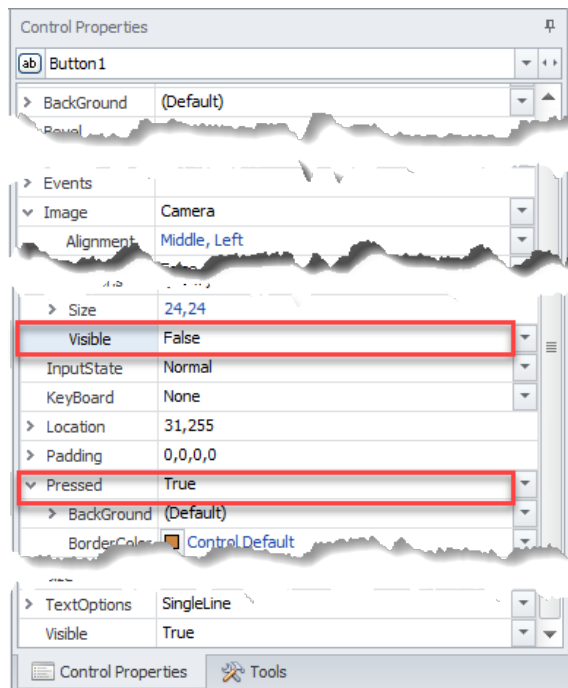 Control Properties
ab Button1
BackGround (Default)
Events
Image Camera
Alignment Middle, Left
Size 24,24
Visible False
InputState Normal
KeyBoard None
Location 31,255
Padding 0,0,0,0
Pressed True
BackGround (Default)
BorderColor Control.Default
TextOptions SingleLine
Visible True
Control Properties Tools